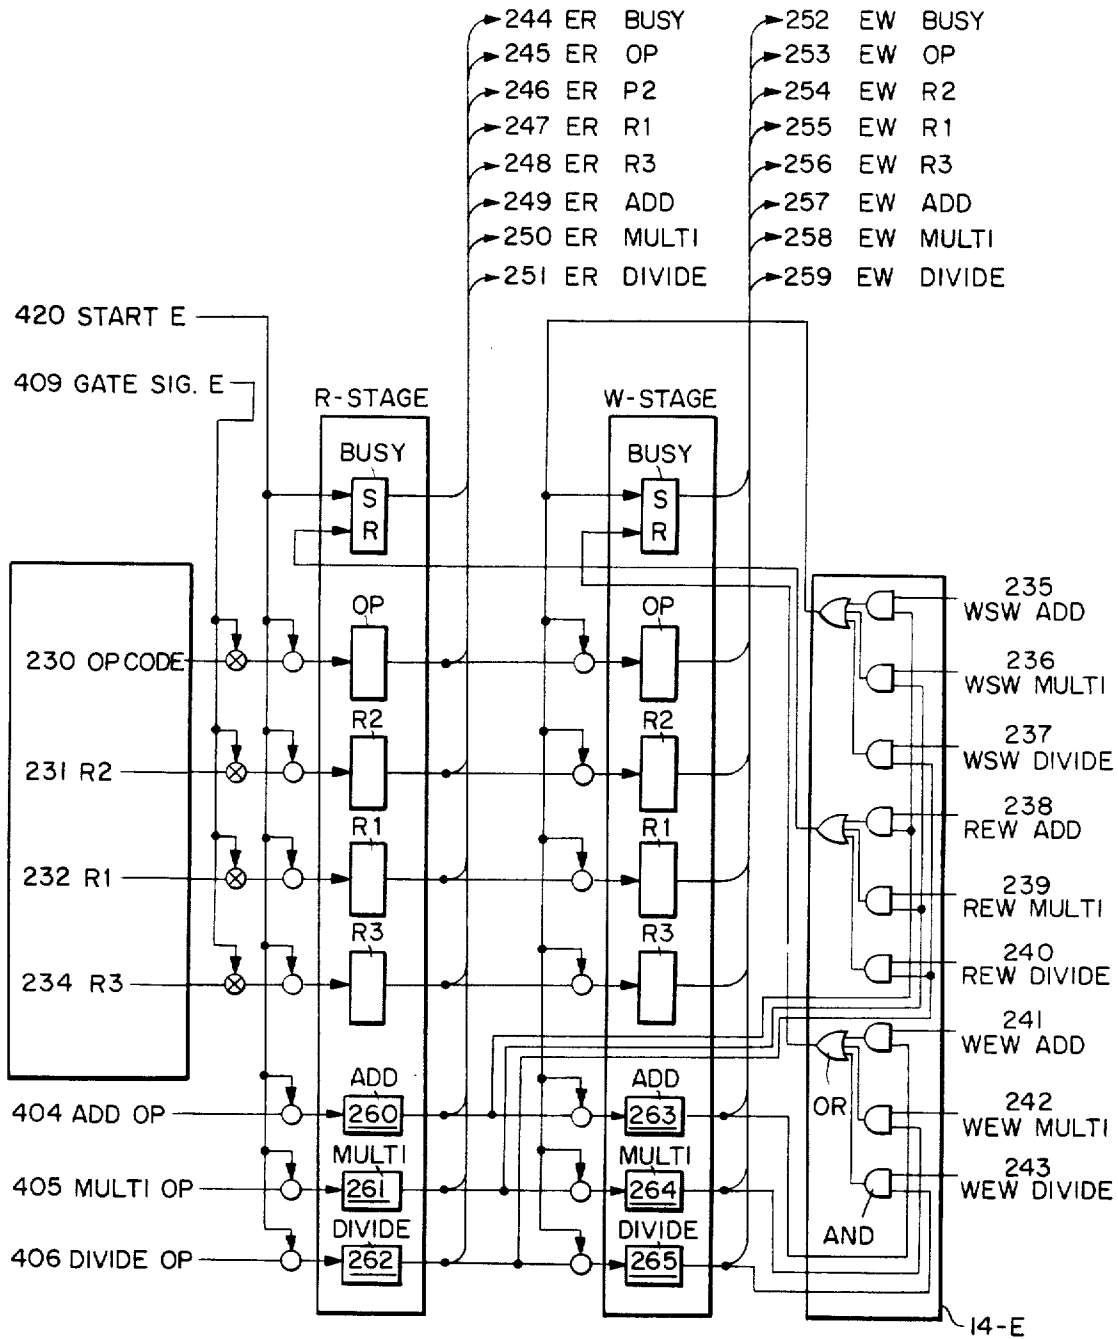 244 ER BUSY
245 ER OP
246 ER P2
247 ER R1
248 ER R3
249 ER ADD
250 ER MULTI
251 ER DIVIDE
252 EW BUSY
253 EW OP
254 EW R2
255 EW R1
256 EW R3
257 EW ADD
258 EW MULTI
259 EW DIVIDE
420 START E
409 GATE SIG. E
R-STAGE
BUSY
S
R
OP
R2
R1
R3
ADD
260
MULTI
261
DIVIDE
262
W-STAGE
BUSY
S
R
OP
R2
R1
R3
ADD
263
MULTI
264
DIVIDE
265
230 OP CODE
231 R2
232 R1
234 R3
404 ADD OP
405 MULTI OP
406 DIVIDE OP
235
WSW ADD
236
WSW MULTI
237
WSW DIVIDE
238
REW ADD
239
REW MULTI
240
REW DIVIDE
241
WEW ADD
242
WEW MULTI
243
WEW DIVIDE
OR
AND
14-E